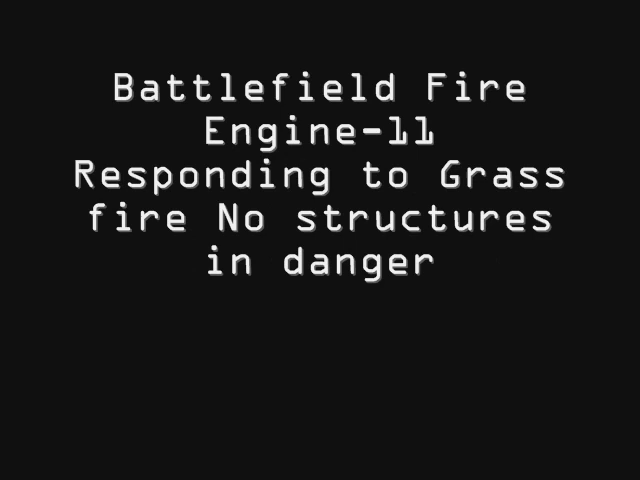 Battlefield Fire
Engine-11
Responding to Grass
fire No structures
in danger